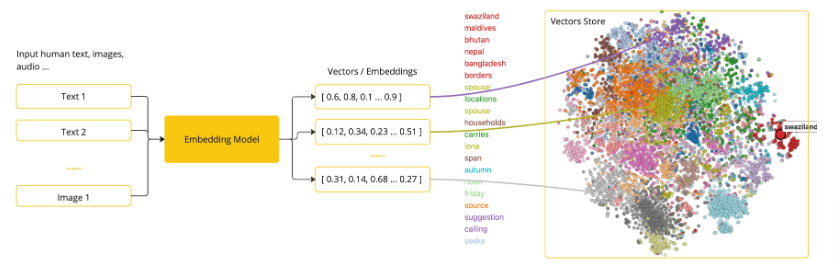 Input human text, images,
audio ...
Text 1
Text 2
......
Image 1
Embedding Model
Vectors / Embeddings
[ 0.6, 0.8, 0.1 ... 0.9 ]
[ 0.12, 0.34, 0.23 ... 0.51 ]
......
[ 0.31, 0.14, 0.68 ... 0.27 ]
swaziland
maldives
bhutan
nepal
bangladesh
borders
spouse
locations
spouse
households
carries
lone
span
autumn
noon
friday
source
suggestion
calling
seeks
Vectors Store
swaziland